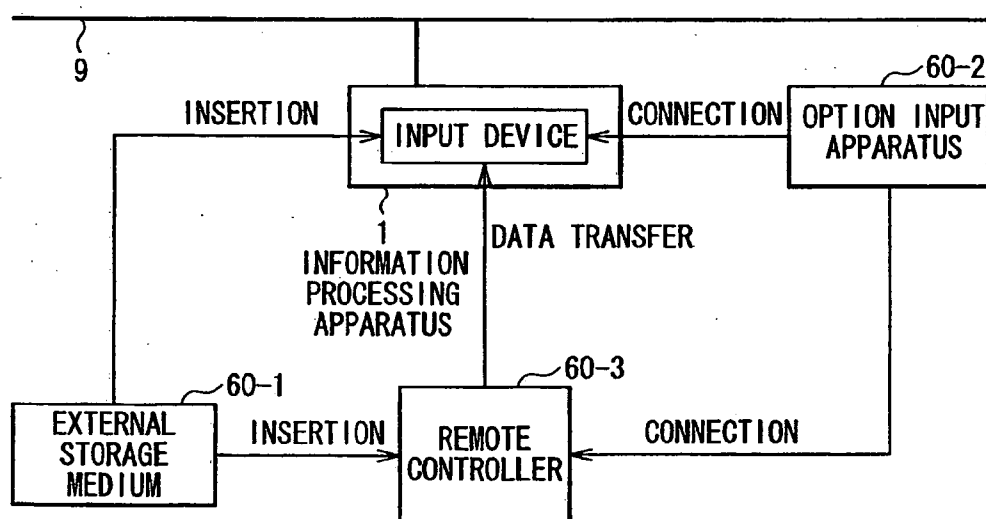 9
60-2
INSERTION
CONNECTION
INPUT DEVICE
OPTION INPUT
APPARATUS
1
INFORMATION
PROCESSING
APPARATUS
DATA TRANSFER
60-1
60-3
EXTERNAL
STORAGE
MEDIUM
INSERTION
REMOTE
CONTROLLER
CONNECTION